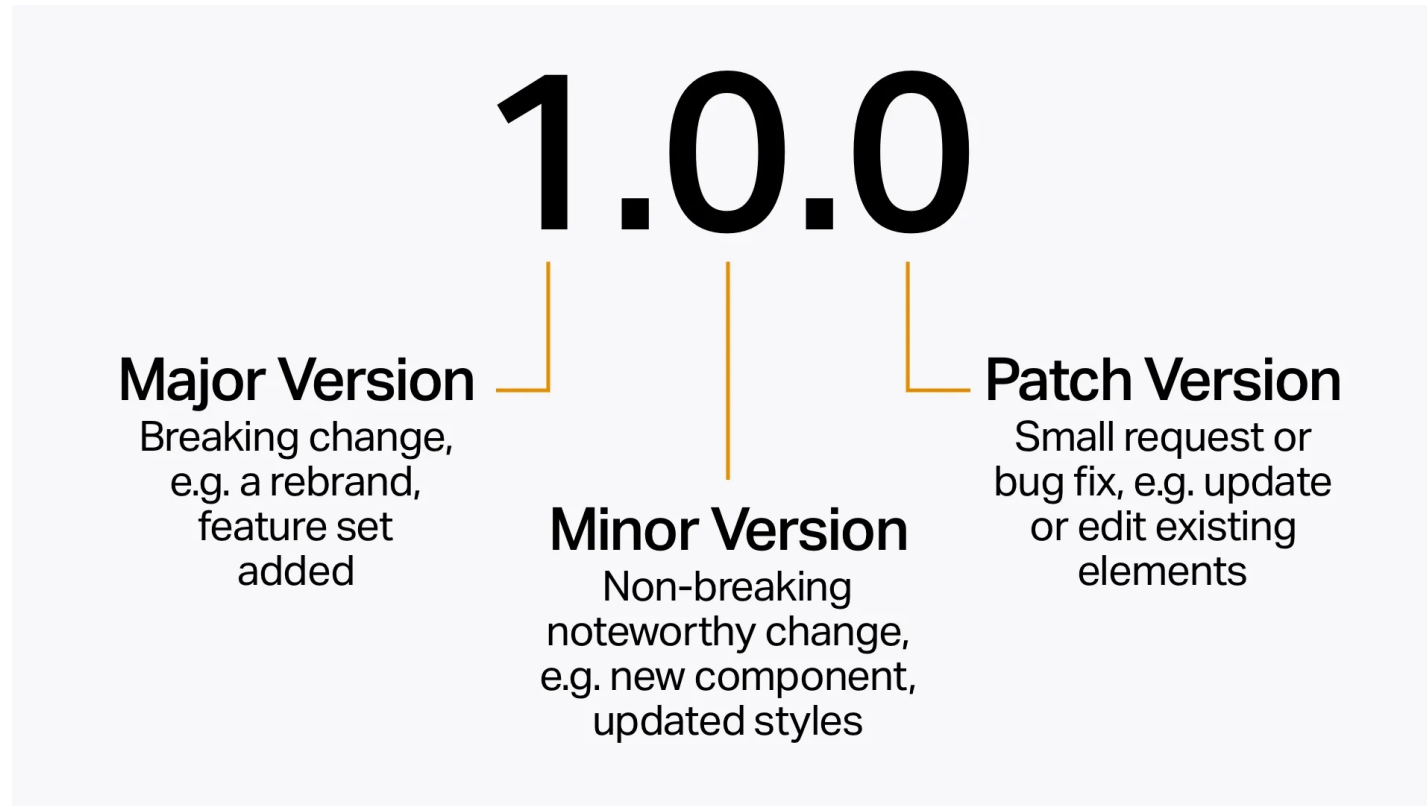 1.0.0
Major Version
Breaking change,
e.g. a rebrand,
feature set
added
Minor Version
Non-breaking
noteworthy change,
e.g. new component,
updated styles
Patch Version
Small request or
bug fix, e.g. update
or edit existing
elements